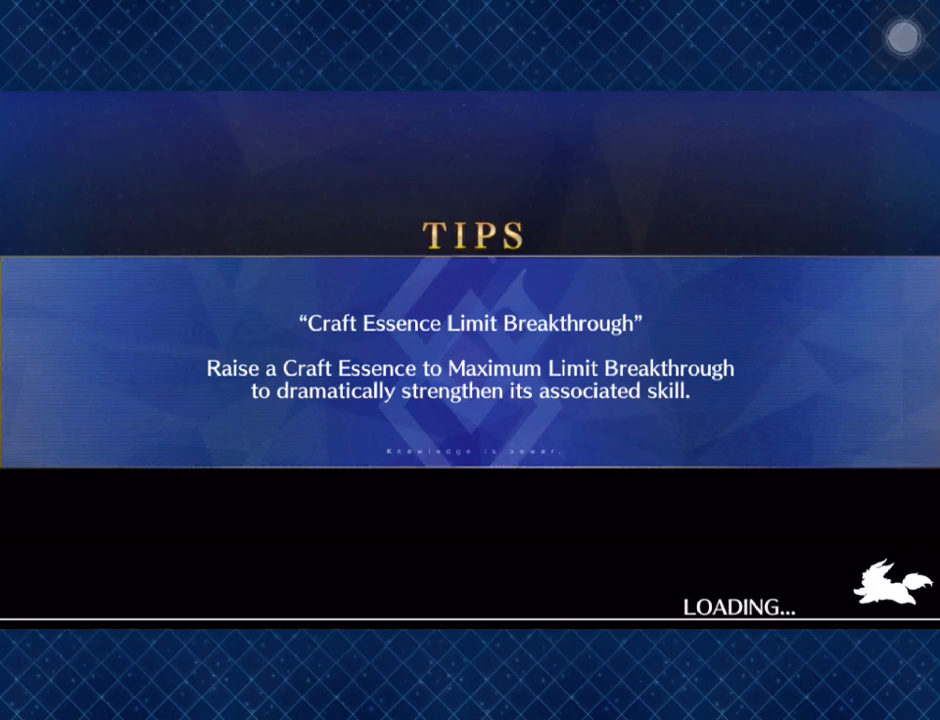 TIPS
“Craft Essence Limit Breakthrough”
Raise a Craft Essence to Maximum Limit Breakthrough
to dramatically strengthen its associated skill.
Knowledge is power.
LOADING...